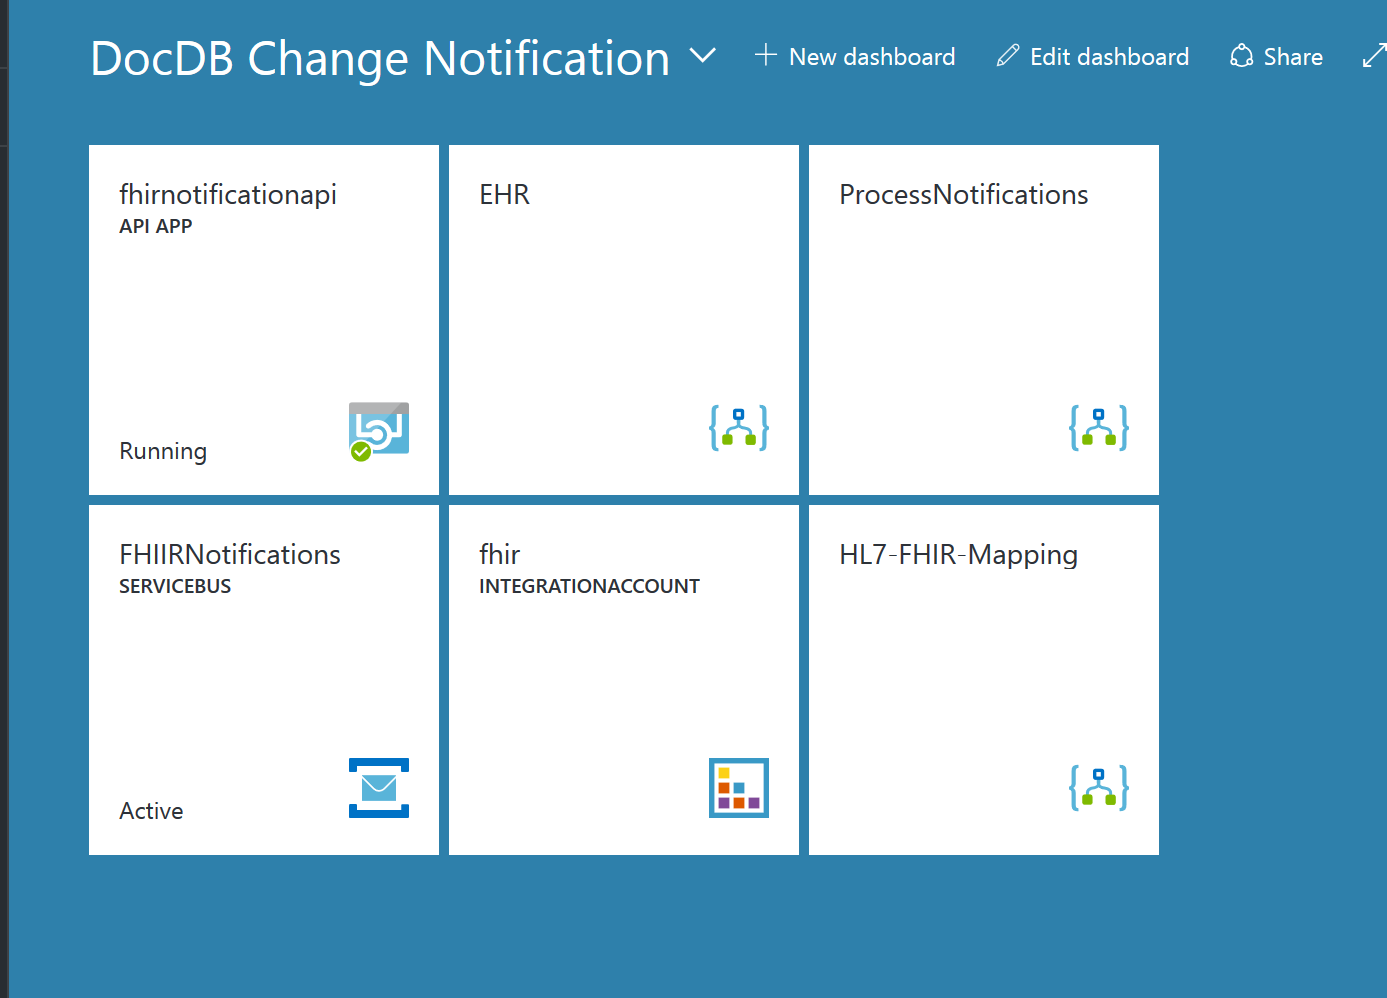 DocDB Change Notification
New dashboard
Edit dashboard
Share
fhirnotificationapi
API APP
Running
EHR
ProcessNotifications
FHIIRNotifications
SERVICEBUS
Active
fhir
INTEGRATIONACCOUNT
HL7-FHIR-Mapping